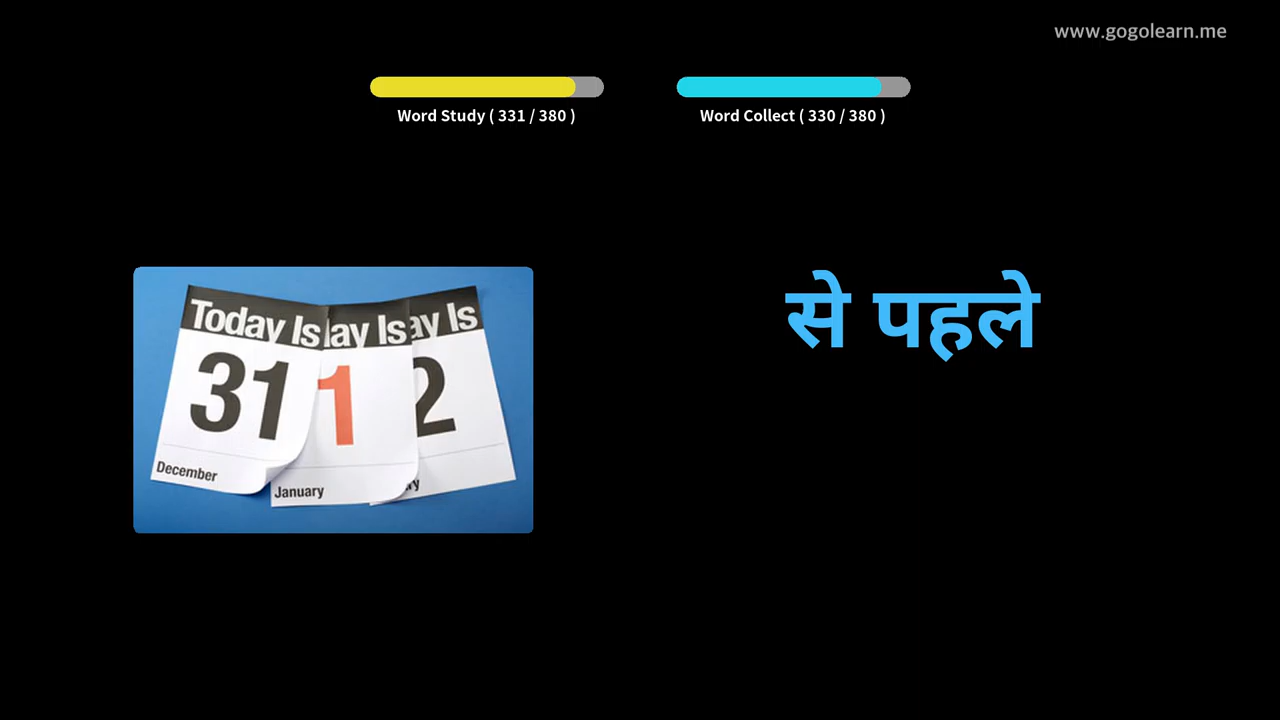 www.gogolearn.me
Word Study ( 331 / 380 )
Word Collect ( 330 / 380 )
से पहले
Today Is
ay Is
ay Is
31
1
2
December
January
ry